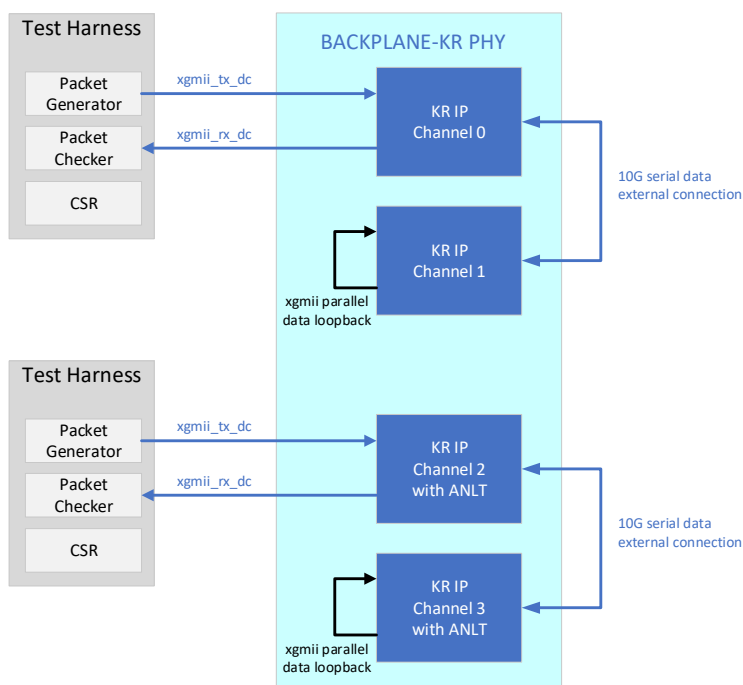 Test Harness
BACKPLANE-KR PHY
Packet
Generator
xgmii_tx_dc
KR IP
Channel 0
Packet
Checker
xgmii_rx_dc
CSR
10G serial data
external connection
KR IP
Channel 1
xgmii parallel
data loopback
Test Harness
Packet
Generator
xgmii_tx_dc
KR IP
Channel 2
with ANLT
Packet
Checker
xgmii_rx_dc
CSR
10G serial data
external connection
KR IP
Channel 3
with ANLT
xgmii parallel
data loopback